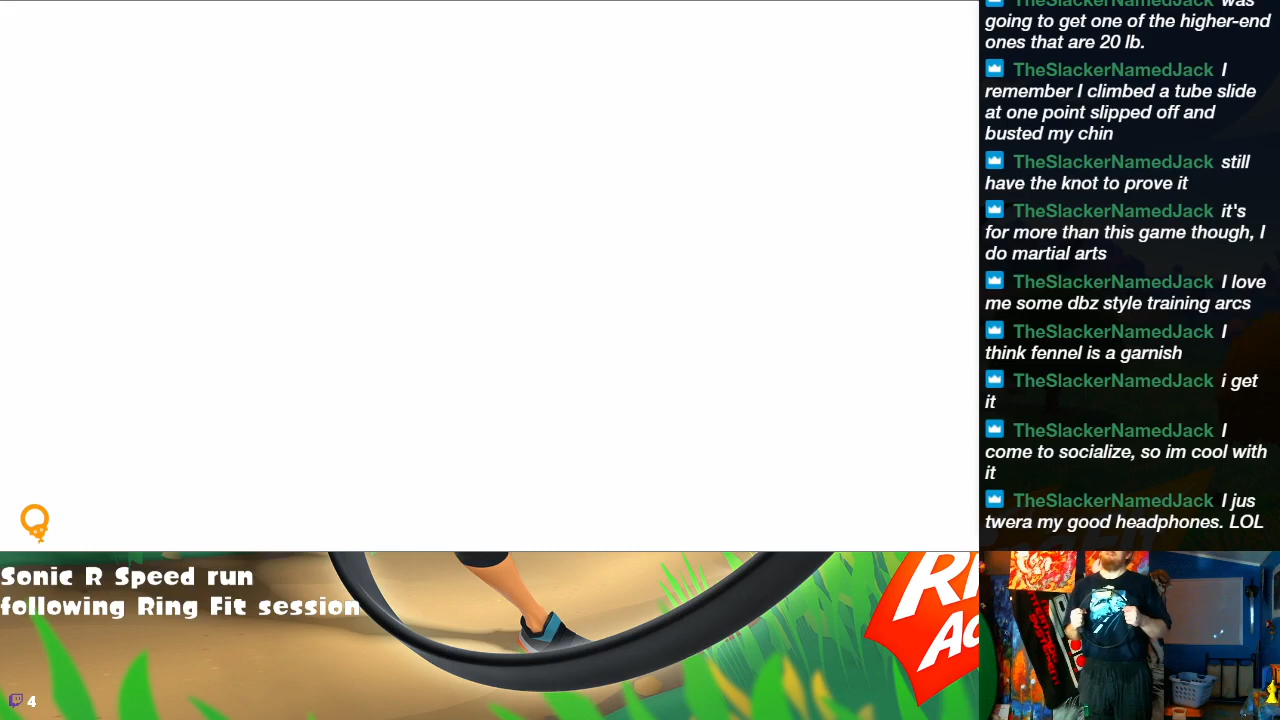 TheSlackerNamedJack was
going to get one of the higher-end
ones that are 20 lb.
TheSlackerNamedJack I
remember I climbed a tube slide
at one point slipped off and
busted my chin
TheSlackerNamedJack still
have the knot to prove it
TheSlackerNamedJack it's
for more than this game though, I
do martial arts
TheSlackerNamedJack I love
me some dbz style training arcs
TheSlackerNamedJack I
think fennel is a garnish
TheSlackerNamedJack i get
it
TheSlackerNamedJack I
come to socialize, so im cool with
it
TheSlackerNamedJack I jus
twera my good headphones. LOL
Sonic R Speed run
following Ring Fit session
4